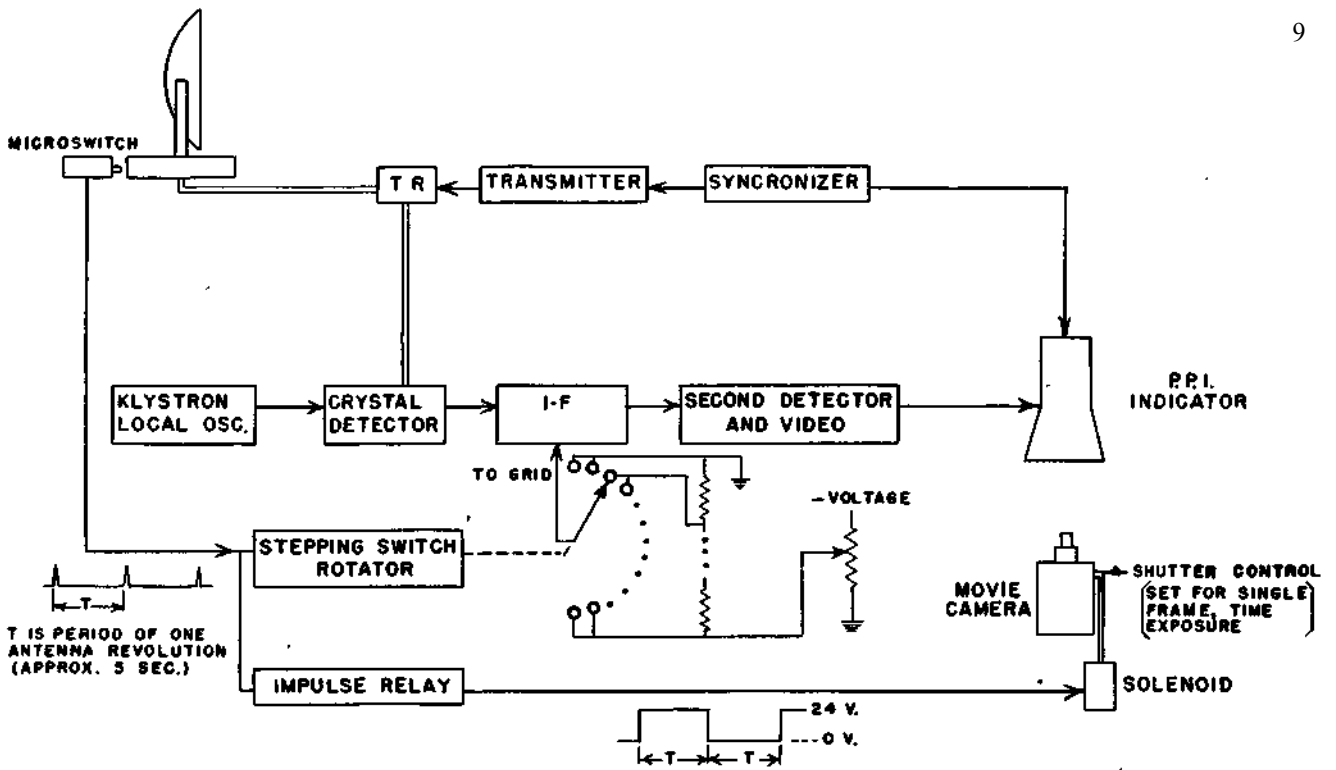 9
MICROSWITCH
T R
TRANSMITTER
SYNCRONIZER
KLYSTRON
LOCAL OSC.
CRYSTAL
DETECTOR
I-F
SECOND DETECTOR
AND VIDEO
P.P.I.
INDICATOR
TO GRID
– VOLTAGE
STEPPING SWITCH
ROTATOR
MOVIE
CAMERA
SHUTTER CONTROL
(SET FOR SINGLE
FRAME, TIME
EXPOSURE)
T
T IS PERIOD OF ONE
ANTENNA REVOLUTION
(APPROX. 5 SEC.)
IMPULSE RELAY
SOLENOID
24 V.
0 V.
T
T